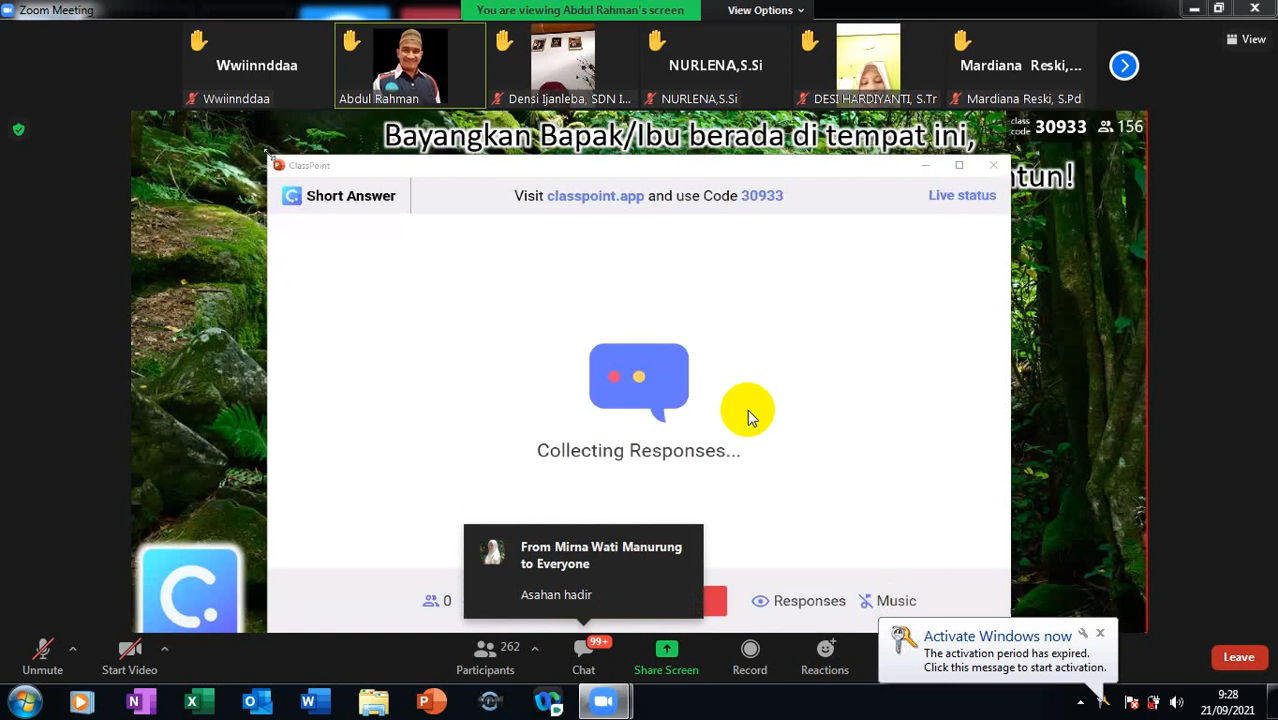 Zoom Meeting
You are viewing Abdul Rahman's screen
View Options
View
Wwiinnddaa
NURLENA,S.Si
Mardiana Reski,...
Wwiinnddaa
Abdul Rahman
Densi Ijanleba, SDN I...
NURLENA,S.Si
DESI HARDIYANTI, S.Tr
Mardiana Reski, S.Pd
Bayangkan Bapak/Ibu berada di tempat ini,
class code 30933 156
ntun!
ClassPoint
Short Answer
Visit classpoint.app and use Code 30933
Live status
Collecting Responses...
From Mirna Wati Manurung
to Everyone
Asahan hadir
0
Responses
Music
Activate Windows now
The activation period has expired.
Click this message to start activation.
Unmute
Start Video
262
Participants
99+
Chat
Share Screen
Record
Reactions
Leave
9:28
21/09/2021